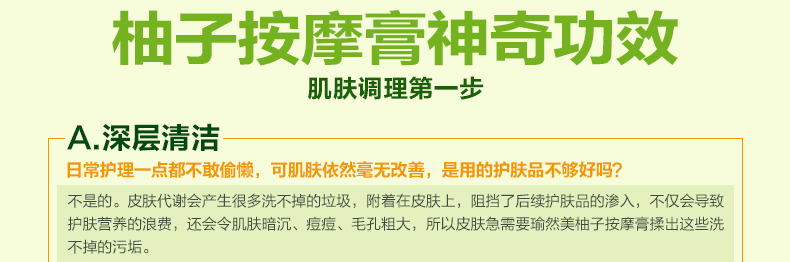 柚子按摩膏神奇功效
肌肤调理第一步
A.深层清洁
日常护理一点都不敢偷懒，可肌肤依然毫无改善，是用的护肤品不够好吗？
不是的。皮肤代谢会产生很多洗不掉的垃圾，附着在皮肤上，阻挡了后续护肤品的渗入，不仅会导致
护肤营养的浪费，还会令肌肤暗沉、痘痘、毛孔粗大，所以皮肤急需要瑜然美柚子按摩膏揉出这些洗
不掉的污垢。